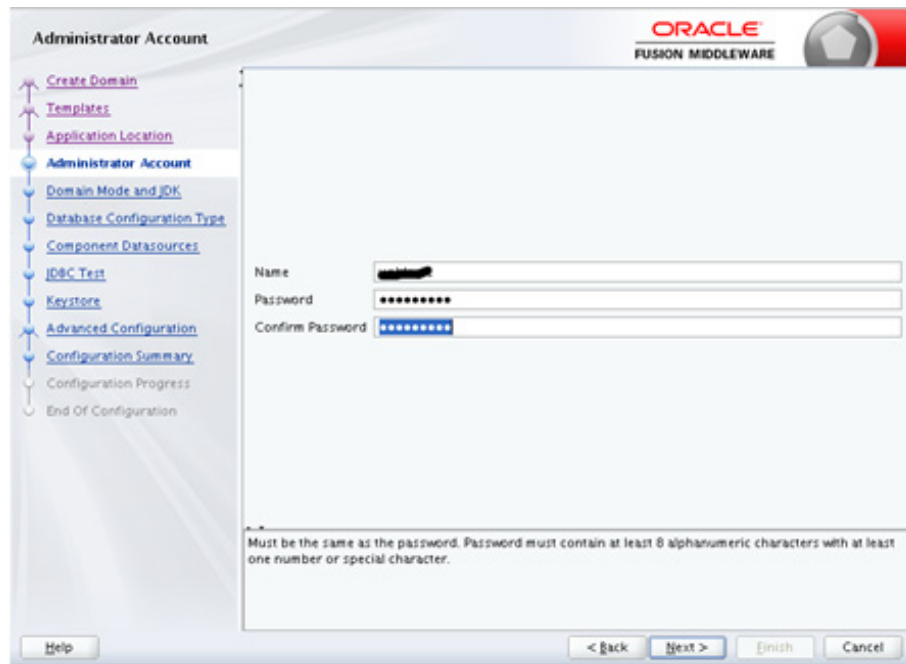 Administrator Account
ORACLE
FUSION MIDDLEWARE
Create Domain
Templates
Application Location
Administrator Account
Domain Mode and JDK
Database Configuration Type
Component Datasources
JDBC Test
Keystore
Advanced Configuration
Configuration Summary
Configuration Progress
End Of Configuration
Name
Password •••••••••
Confirm Password •••••••••
Must be the same as the password. Password must contain at least 8 alphanumeric characters with at least
one number or special character.
Help
< Back
Next >
Finish
Cancel